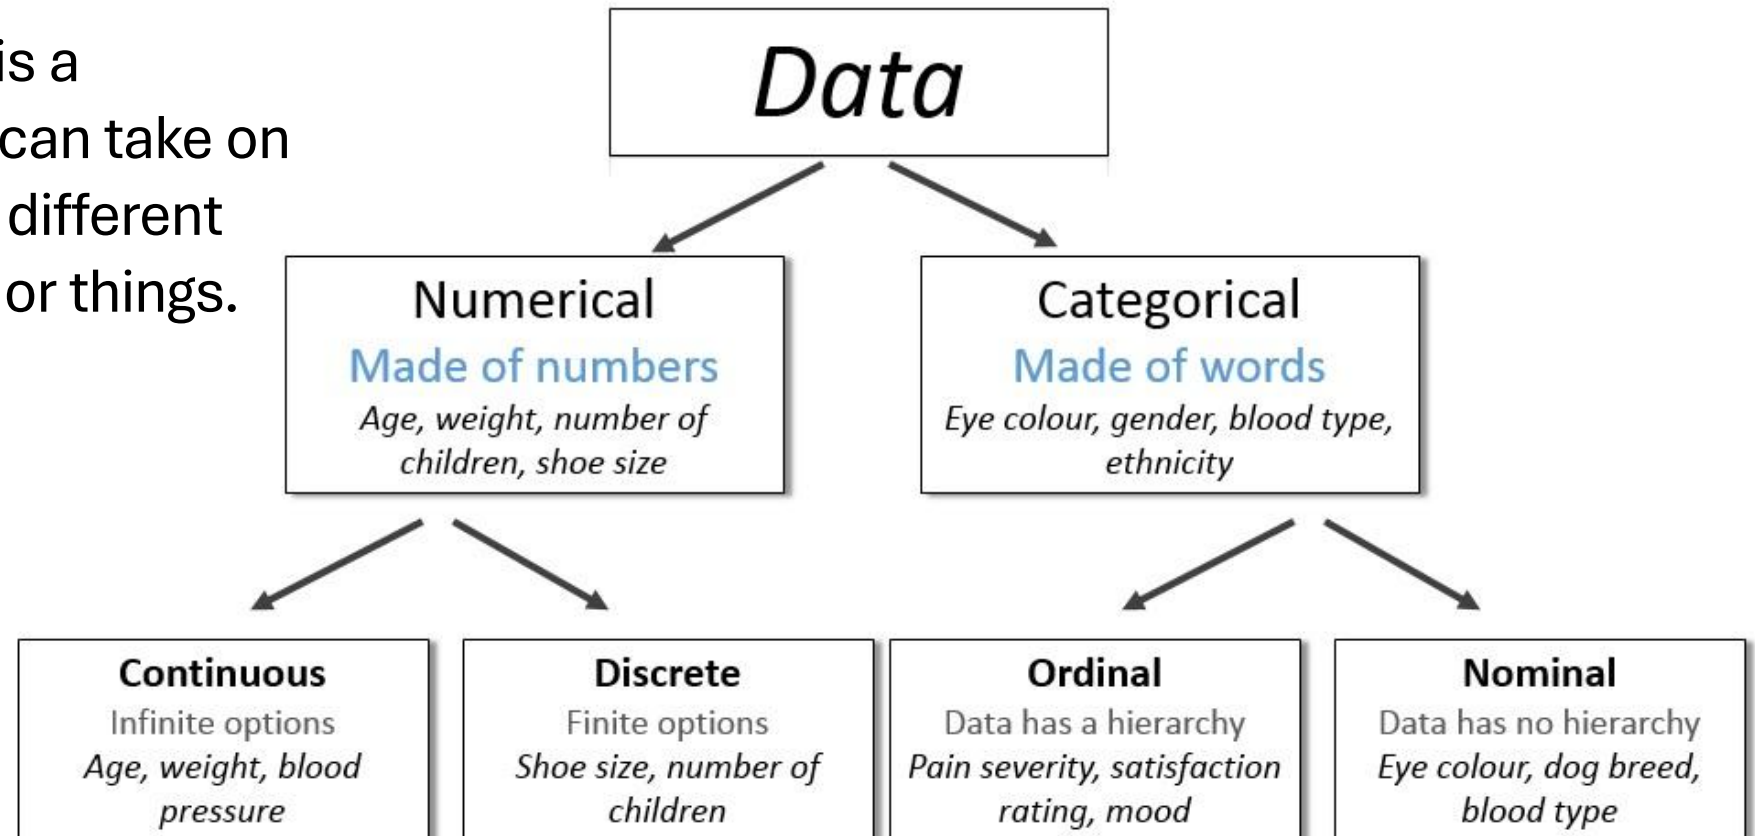 is a
can take on
different
or things.
Data
Numerical
Made of numbers
Age, weight, number of
children, shoe size
Categorical
Made of words
Eye colour, gender, blood type,
ethnicity
Continuous
Infinite options
Age, weight, blood
pressure
Discrete
Finite options
Shoe size, number of
children
Ordinal
Data has a hierarchy
Pain severity, satisfaction
rating, mood
Nominal
Data has no hierarchy
Eye colour, dog breed,
blood type